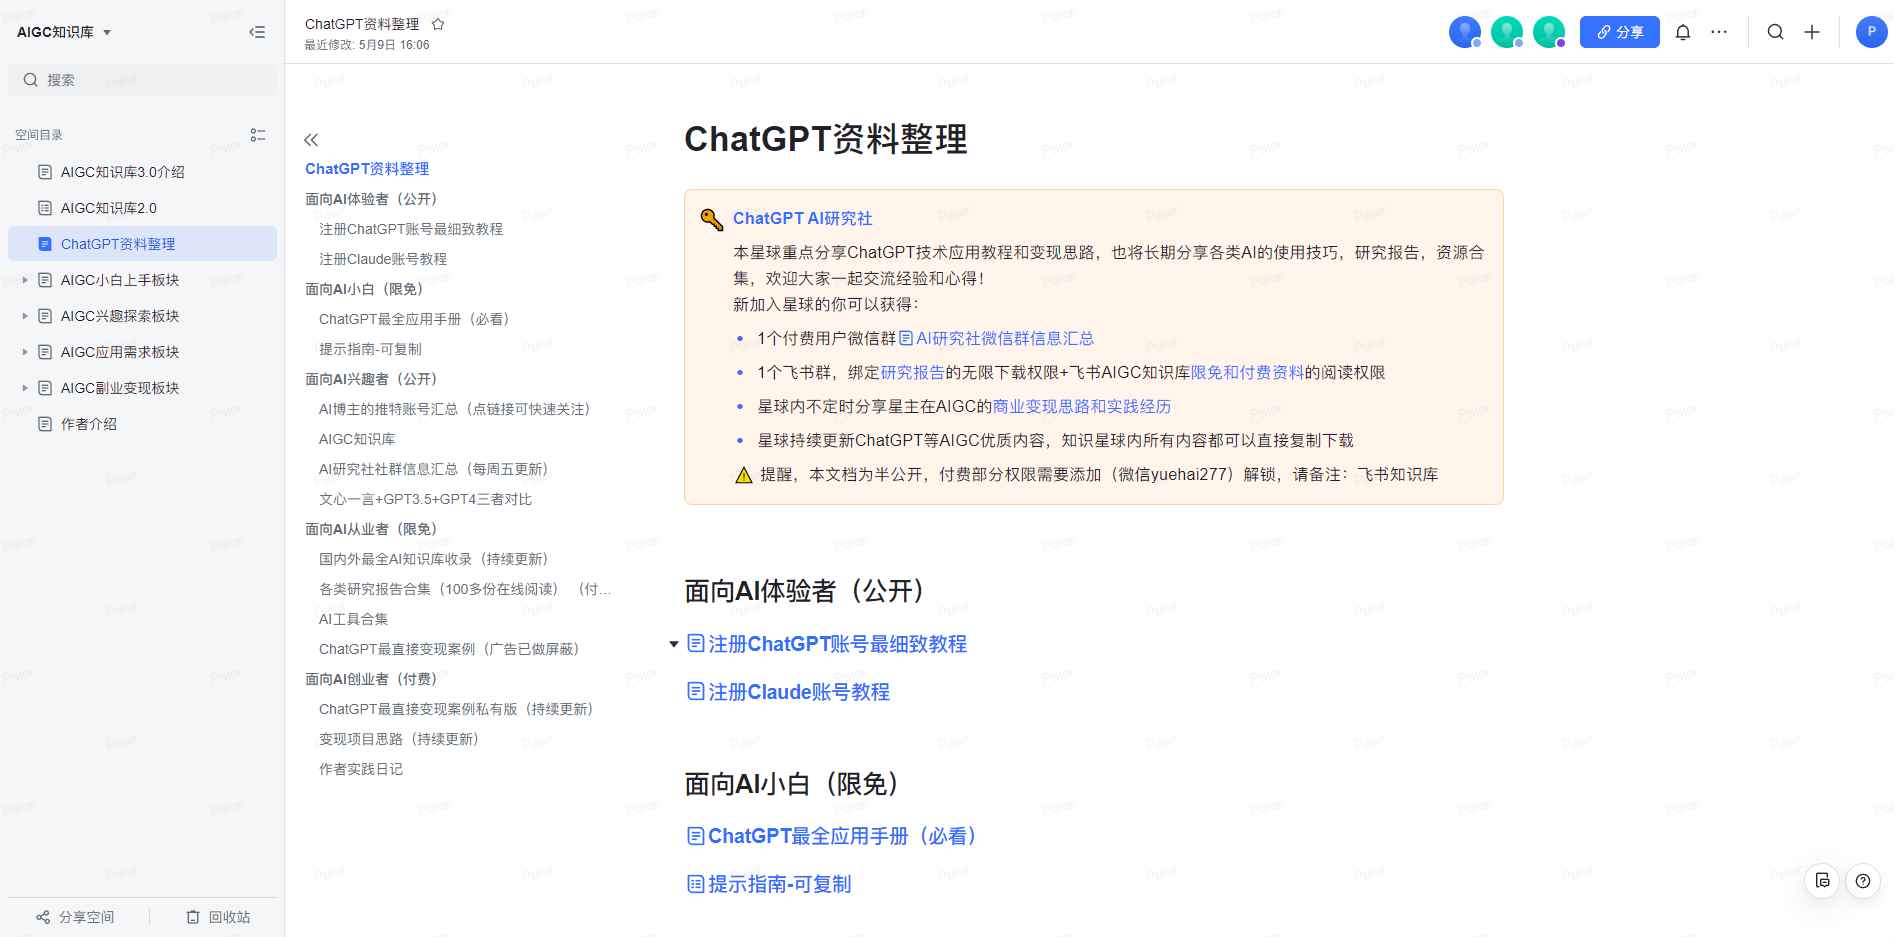 AIGC知识库
搜索
空间目录
AIGC知识库3.0介绍
AIGC知识库2.0
ChatGPT资料整理
AIGC小白上手板块
AIGC兴趣探索板块
AIGC应用需求板块
AIGC副业变现板块
作者介绍
分享空间
回收站
ChatGPT资料整理
最近修改: 5月9日 16:06
分享
P
ChatGPT资料整理
面向AI体验者（公开）
注册ChatGPT账号最细致教程
注册Claude账号教程
面向AI小白（限免）
ChatGPT最全应用手册（必看）
提示指南-可复制
面向AI兴趣者（公开）
AI博主的推特账号汇总（点链接可快速关注）
AIGC知识库
AI研究社社群信息汇总（每周五更新）
文心一言+GPT3.5+GPT4三者对比
面向AI从业者（限免）
国内外最全AI知识库收录（持续更新）
各类研究报告合集（100多份在线阅读）（付...
AI工具合集
ChatGPT最直接变现案例（广告已做屏蔽）
面向AI创业者（付费）
ChatGPT最直接变现案例私有版（持续更新）
变现项目思路（持续更新）
作者实践日记
ChatGPT资料整理
ChatGPT AI研究社
本星球重点分享ChatGPT技术应用教程和变现思路，也将长期分享各类AI的使用技巧，研究报告，资源合
集，欢迎大家一起交流经验和心得！
新加入星球的你可以获得：
1个付费用户微信群AI研究社微信群信息汇总
1个飞书群，绑定研究报告的无限下载权限+飞书AIGC知识库限免和付费资料的阅读权限
星球内不定时分享星主在AIGC的商业变现思路和实践经历
星球持续更新ChatGPT等AIGC优质内容，知识星球内所有内容都可以直接复制下载
提醒，本文档为半公开，付费部分权限需要添加（微信yuehai277）解锁，请备注：飞书知识库
面向AI体验者（公开）
注册ChatGPT账号最细致教程
注册Claude账号教程
面向AI小白（限免）
ChatGPT最全应用手册（必看）
提示指南-可复制